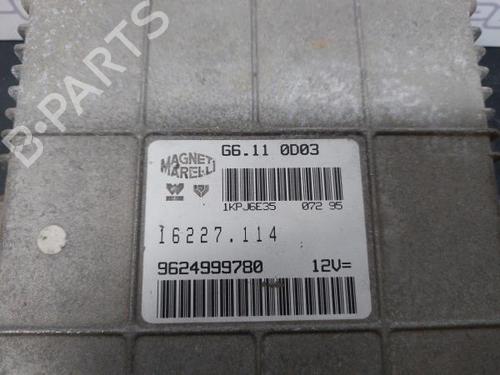 B-PARTS
G6.11 0D03
MAGNETI
MARELLI
1KPJ6E35 072 95
16227.114
9624999780 12V=